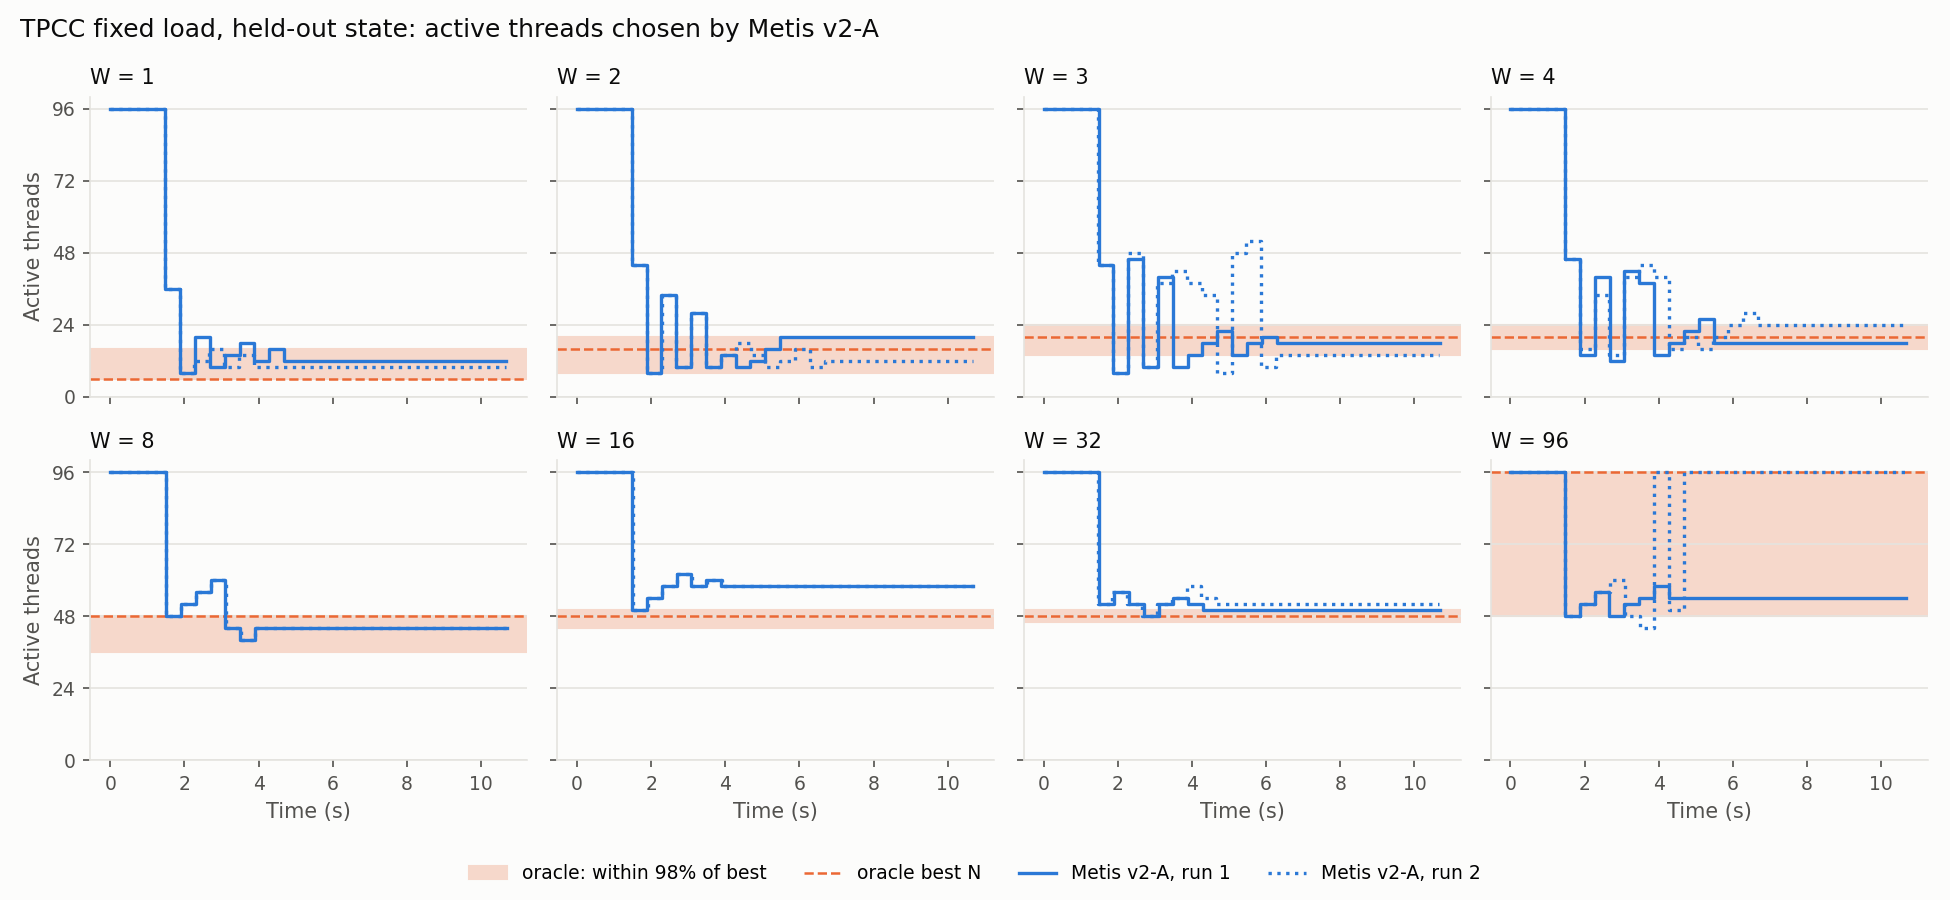 TPCC fixed load, held-out state: active threads chosen by Metis v2-A
W = 1
W = 2
W = 3
W = 4
Active threads
96
72
48
24
0
W = 8
W = 16
W = 32
W = 96
Active threads
96
72
48
24
0
0 2 4 6 8 10
0 2 4 6 8 10
0 2 4 6 8 10
0 2 4 6 8 10
Time (s)
Time (s)
Time (s)
Time (s)
oracle: within 98% of best
oracle best N
Metis v2-A, run 1
Metis v2-A, run 2